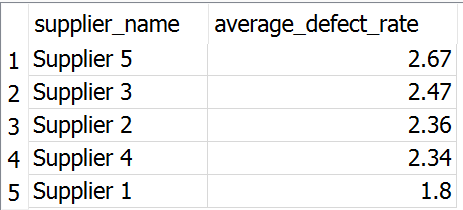 supplier_name average_defect_rate
1 Supplier 5 2.67
2 Supplier 3 2.47
3 Supplier 2 2.36
4 Supplier 4 2.34
5 Supplier 1 1.8